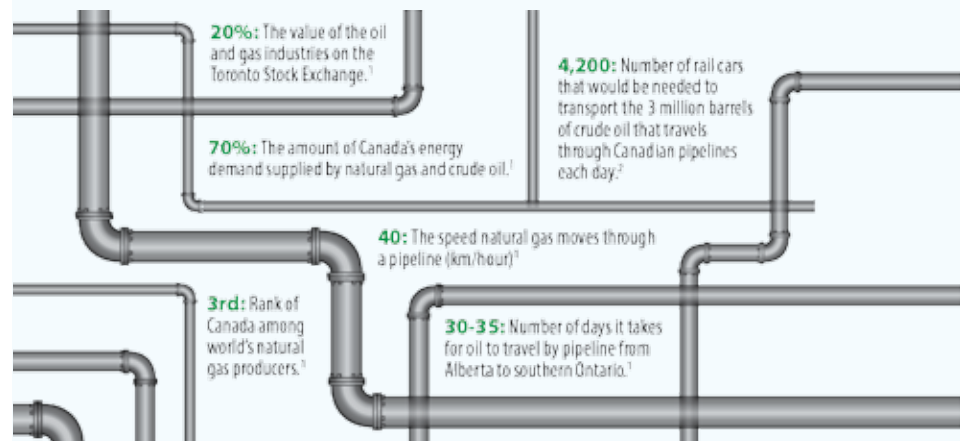 20%: The value of the oil
and gas industries on the
Toronto Stock Exchange.¹
4,200: Number of rail cars
that would be needed to
transport the 3 million barrels
of crude oil that travels
through Canadian pipelines
each day.²
70%: The amount of Canada's energy
demand supplied by natural gas and crude oil.¹
40: The speed natural gas moves through
a pipeline (km/hour)¹
3rd: Rank of
Canada among
world's natural
gas producers.¹
30-35: Number of days it takes
for oil to travel by pipeline from
Alberta to southern Ontario.¹